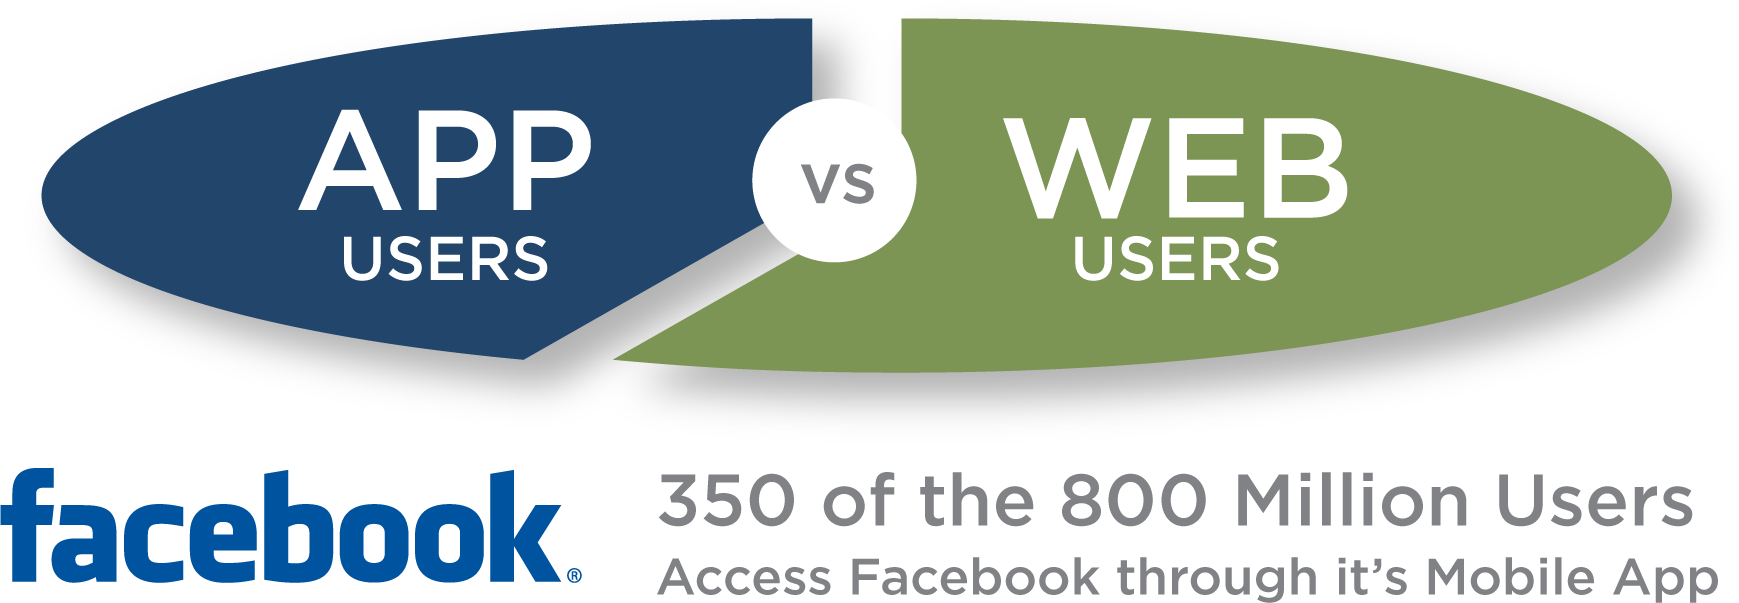 APP
USERS
vs
WEB
USERS
facebook®
350 of the 800 Million Users
Access Facebook through it's Mobile App